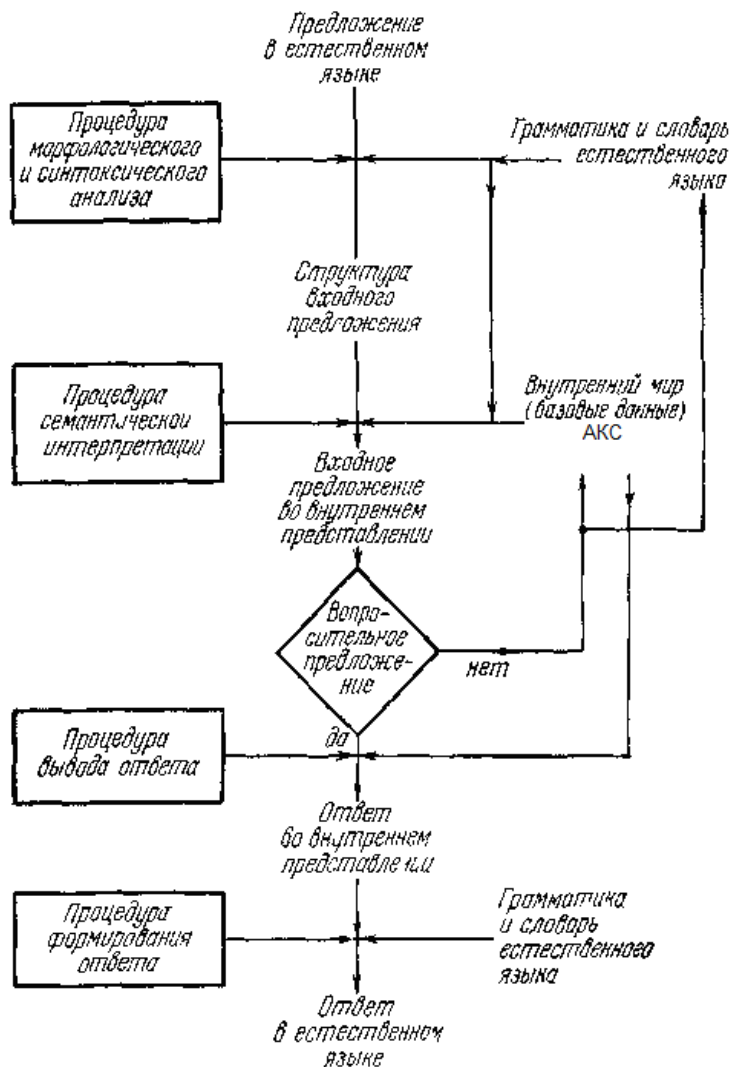 Предложение
в естественном
языке
Процедура
морфологического
и синтаксического
анализа
Грамматика и словарь
естественного
языка
Структура
входного
предложения
Процедура
семантической
интерпретации
Внутренний мир
(базовые данные)
АКС
Входное
предложение
во внутреннем
представлении
Вопро-
сительное
предложе-
ние
нет
да
Процедура
вывода ответа
Ответ
во внутреннем
представлении
Процедура
формирования
ответа
Грамматика
и словарь
естественного
языка
Ответ
в естественном
языке